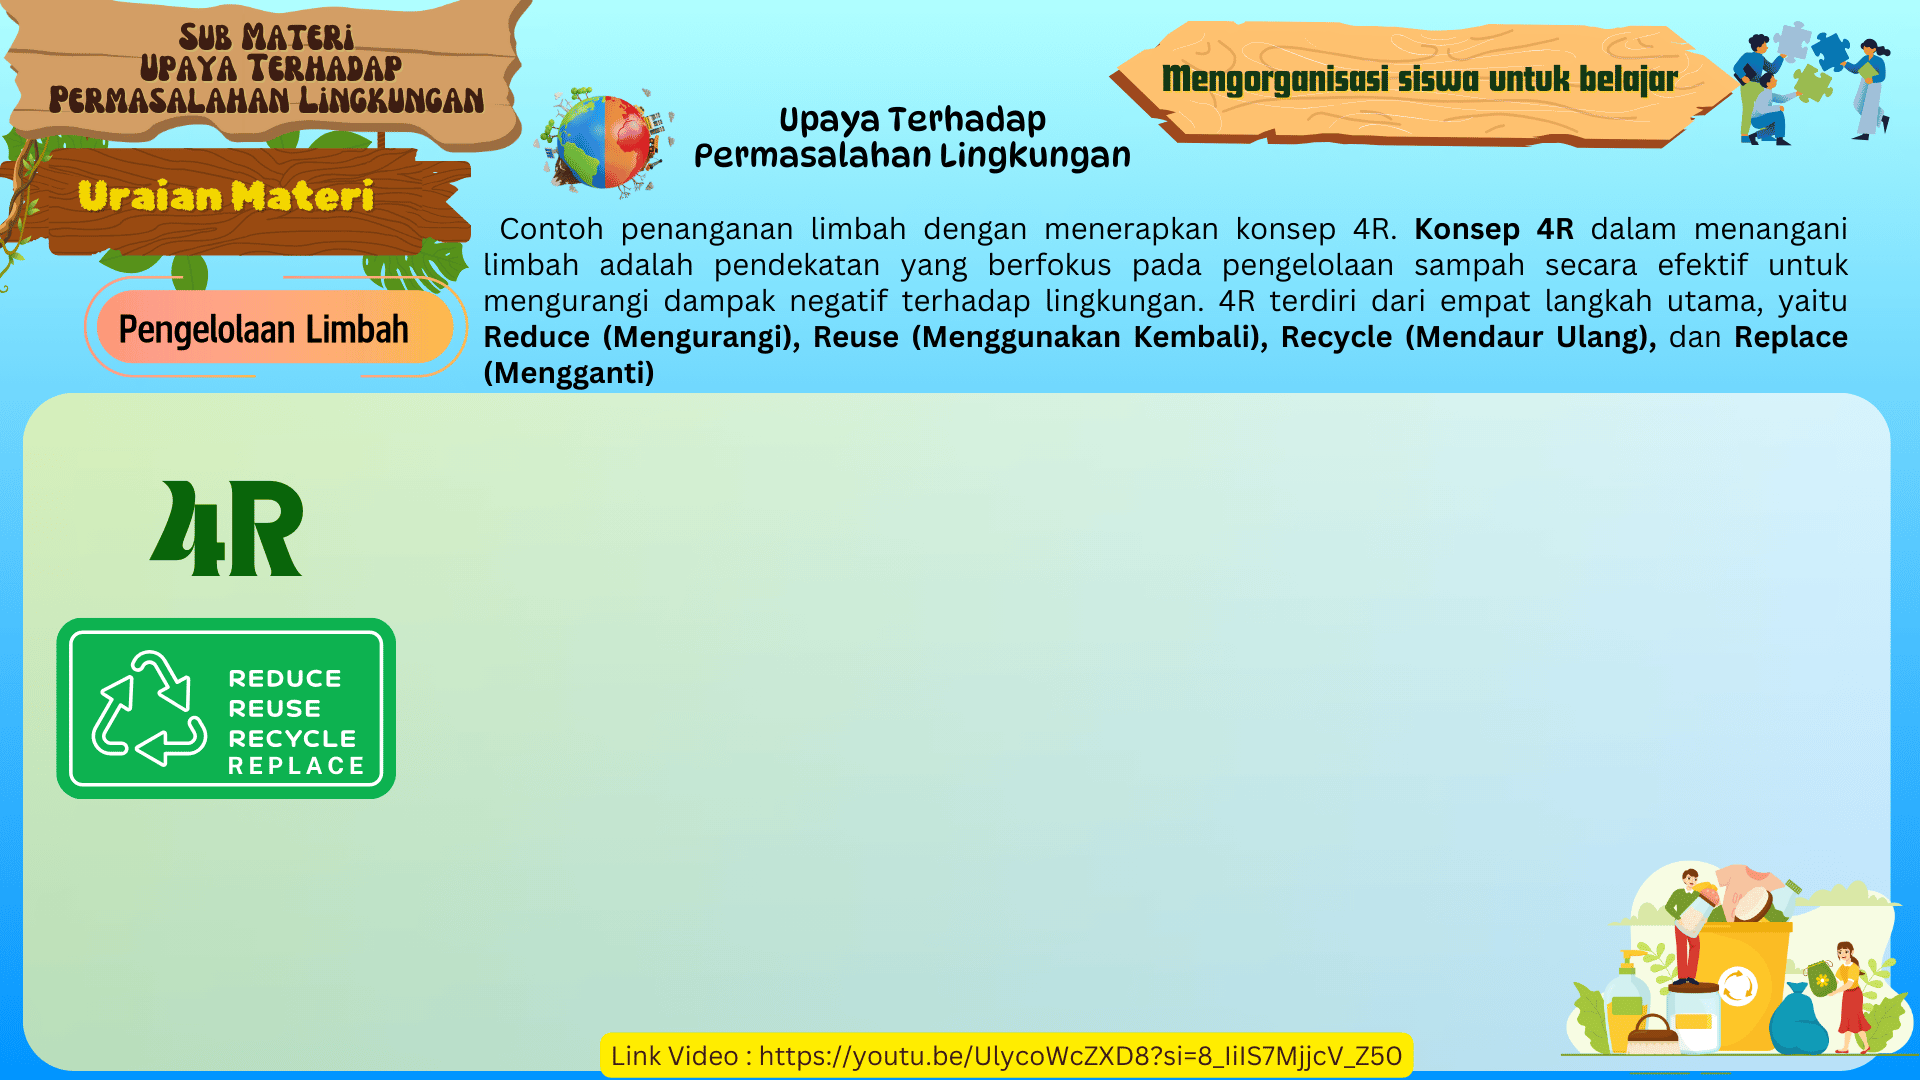 Sub Materi
Upaya Terhadap
Permasalahan Lingkungan
Mengorganisasi siswa untuk belajar
Upaya Terhadap
Permasalahan Lingkungan
Uraian Materi
Pengelolaan Limbah
Contoh penanganan limbah dengan menerapkan konsep 4R. Konsep 4R dalam menangani
limbah adalah pendekatan yang berfokus pada pengelolaan sampah secara efektif untuk
mengurangi dampak negatif terhadap lingkungan. 4R terdiri dari empat langkah utama, yaitu
Reduce (Mengurangi), Reuse (Menggunakan Kembali), Recycle (Mendaur Ulang), dan Replace
(Mengganti)
4R
REDUCE
REUSE
RECYCLE
REPLACE
Link Video : https://youtu.be/UlycoWcZXD8?si=8_IiIS7MjjcV_Z50